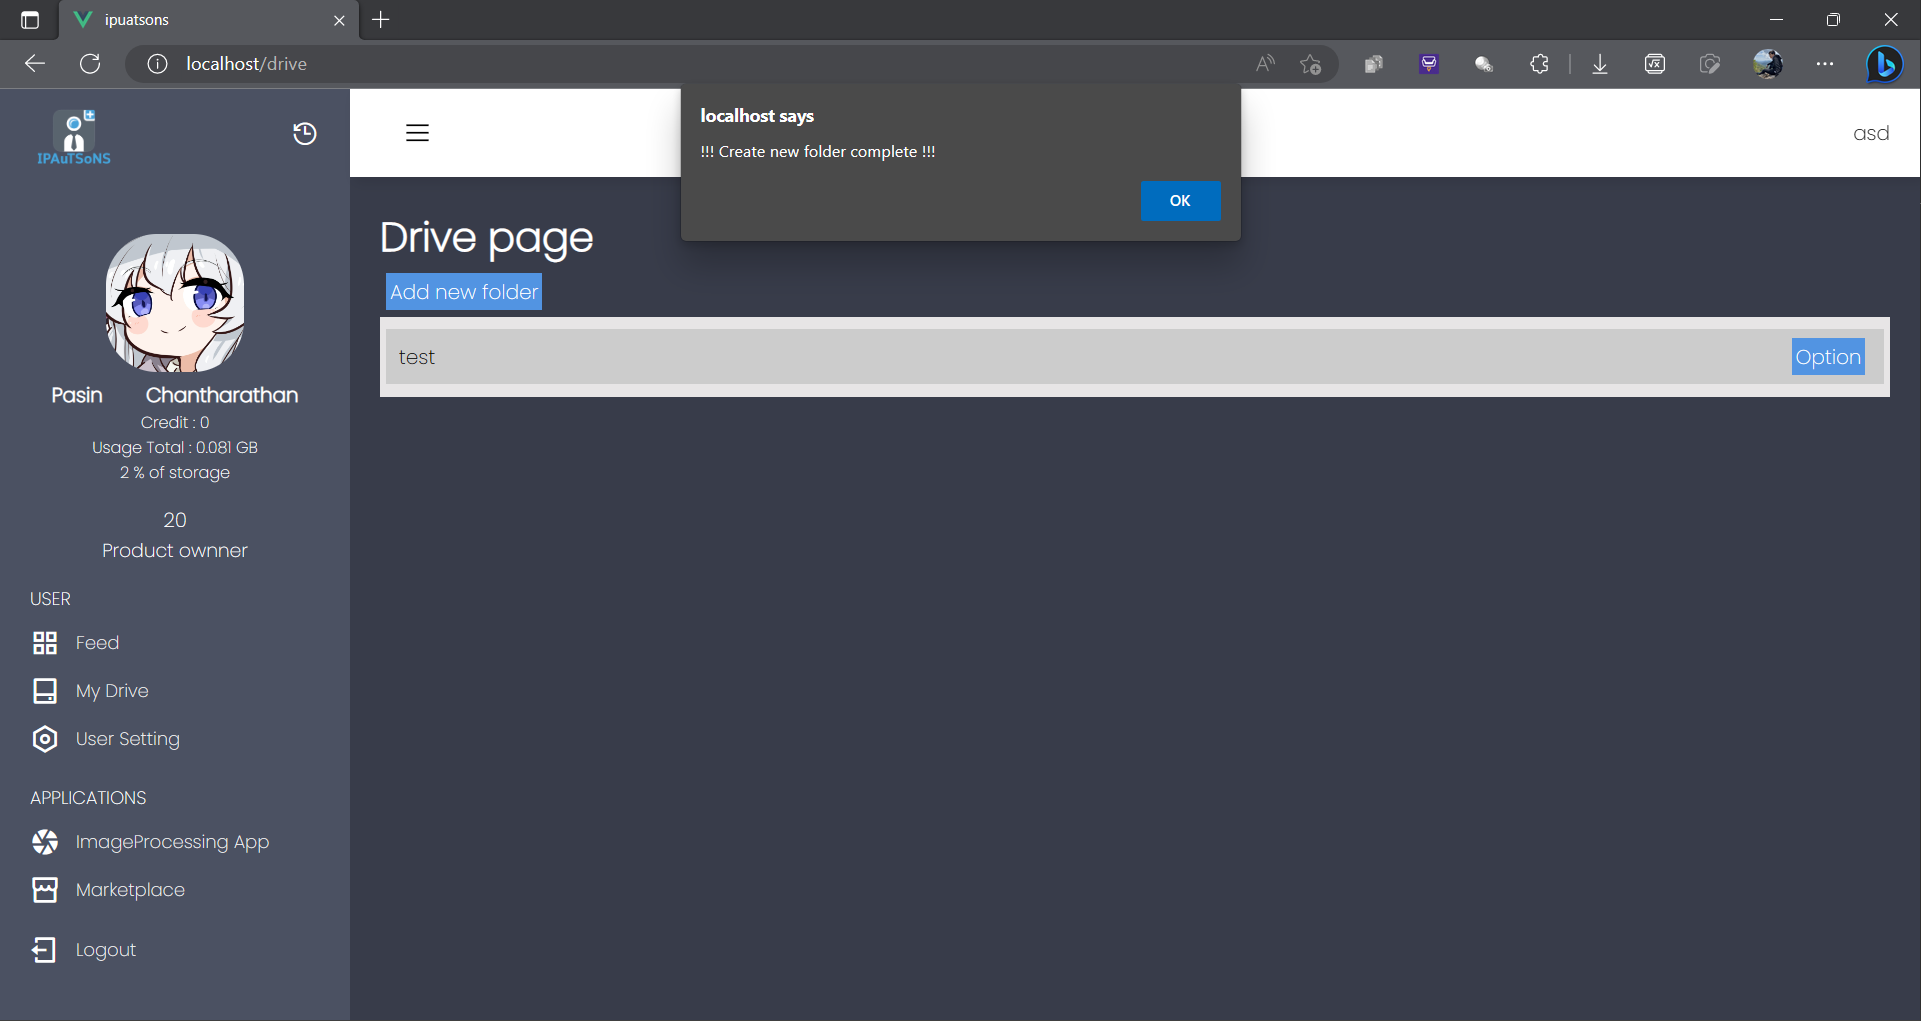 ipuatsons
localhost/drive
IPAuTSoNS
localhost says
!!! Create new folder complete !!!
OK
asd
Drive page
Add new folder
test
Option
Pasin Chantharathan
Credit : 0
Usage Total : 0.081 GB
2 % of storage
20
Product ownner
USER
Feed
My Drive
User Setting
APPLICATIONS
ImageProcessing App
Marketplace
Logout